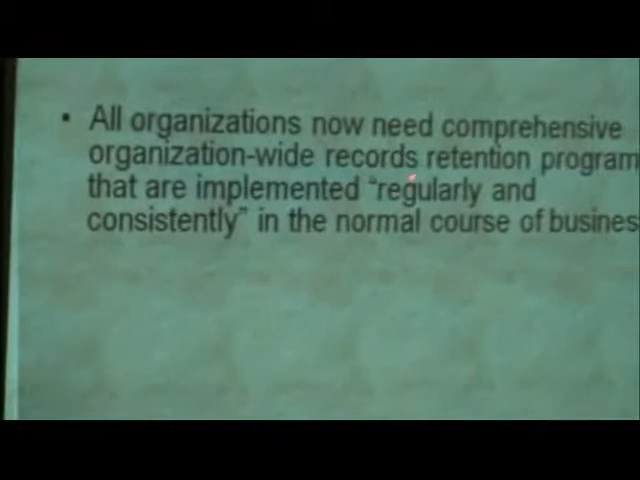 • All organizations now need comprehensive
organization-wide records retention program
that are implemented "regularly and
consistently" in the normal course of busines